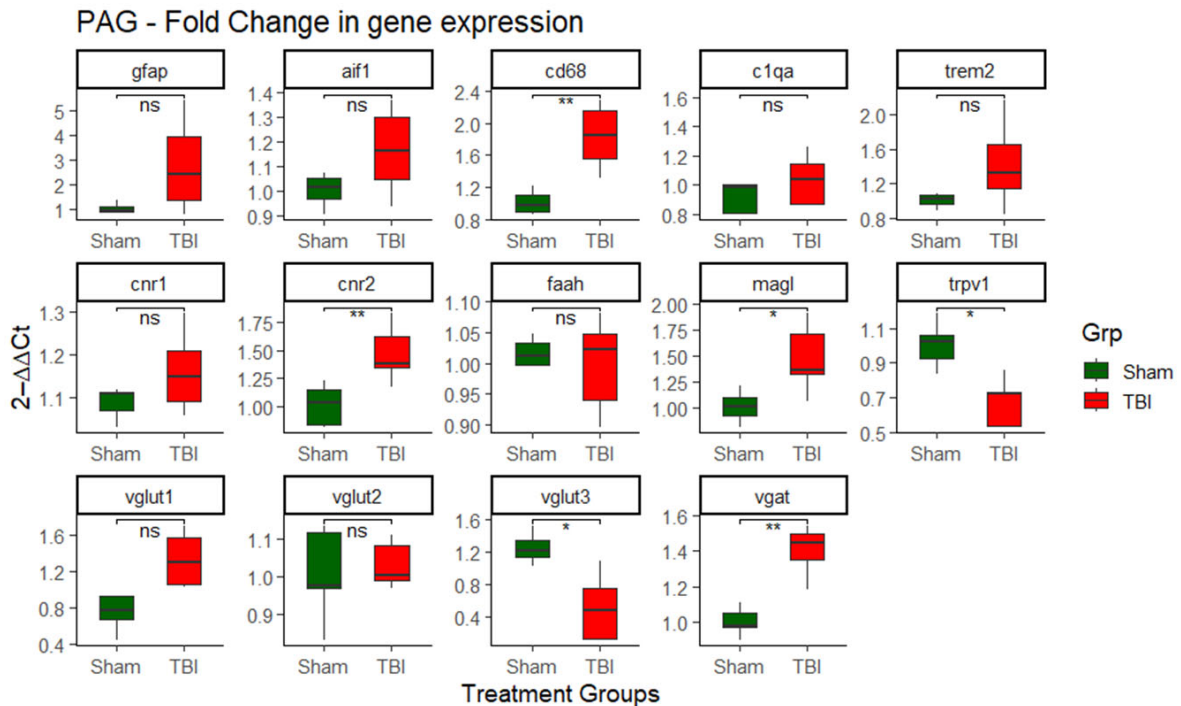 PAG - Fold Change in gene expression
gfap aif1 cd68 c1qa trem2
ns ns ** ns ns
5 4 3 2 1
1.4 1.3 1.2 1.1 1.0 0.9
2.4 2.0 1.6 1.2 0.8
1.6 1.4 1.2 1.0 0.8
2.0 1.6 1.2 0.8
Sham TBI Sham TBI Sham TBI Sham TBI Sham TBI
cnr1 cnr2 faah magl trpv1
ns ** ns * *
1.3 1.2 1.1
1.75 1.50 1.25 1.00
1.10 1.05 1.00 0.95 0.90
2.00 1.75 1.50 1.25 1.00
1.1 0.9 0.7 0.5
Sham TBI Sham TBI Sham TBI Sham TBI Sham TBI
vglut1 vglut2 vglut3 vgat
ns ns * **
1.6 1.2 0.8 0.4
1.1 1.0 0.9
1.6 1.2 0.8 0.4
1.6 1.4 1.2 1.0
Sham TBI Sham TBI Sham TBI Sham TBI
2−ΔΔCt
Treatment Groups
Grp
Sham
TBI